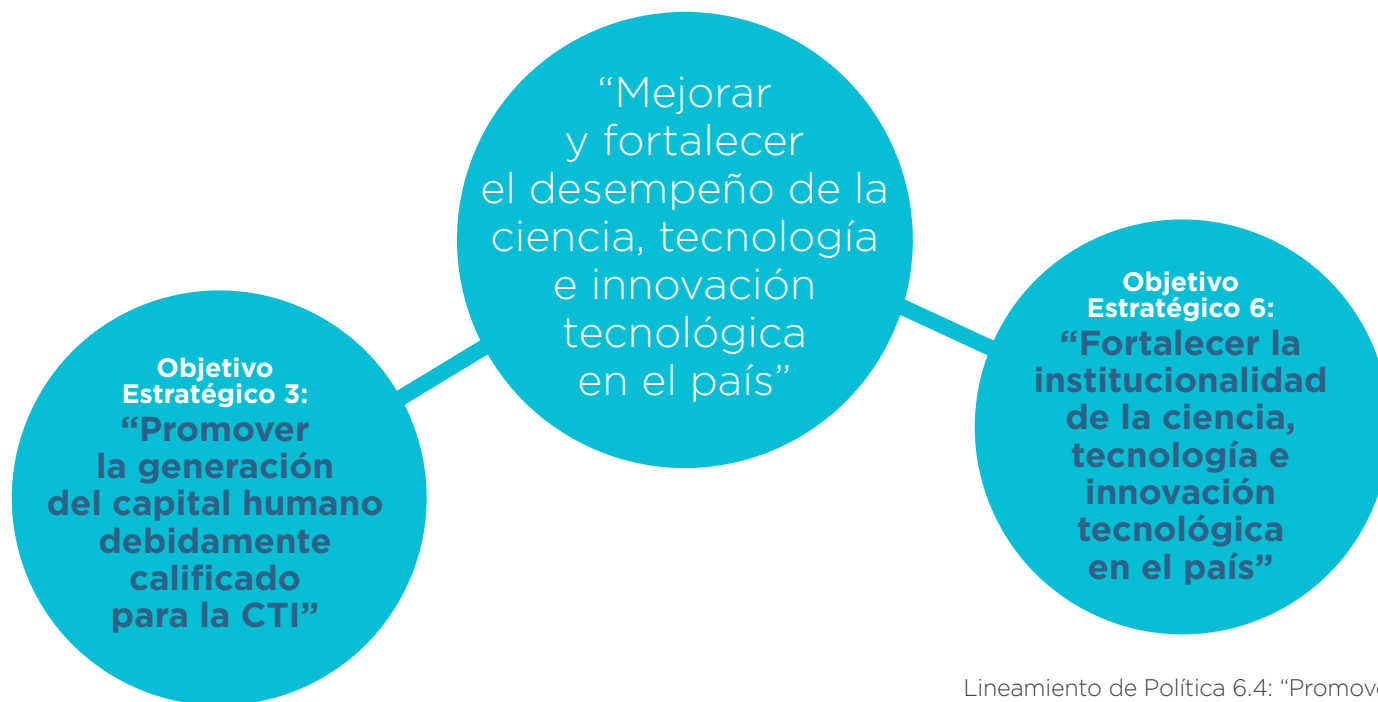 “Mejorar
y fortalecer
el desempeño de la
ciencia, tecnología
e innovación
tecnológica
en el país”
Objetivo
Estratégico 3:
“Promover
la generación
del capital humano
debidamente
calificado
para la CTI”
Objetivo
Estratégico 6:
“Fortalecer la
institucionalidad
de la ciencia,
tecnología e
innovación
tecnológica
en el país”
Lineamiento de Política 6.4: “Promov